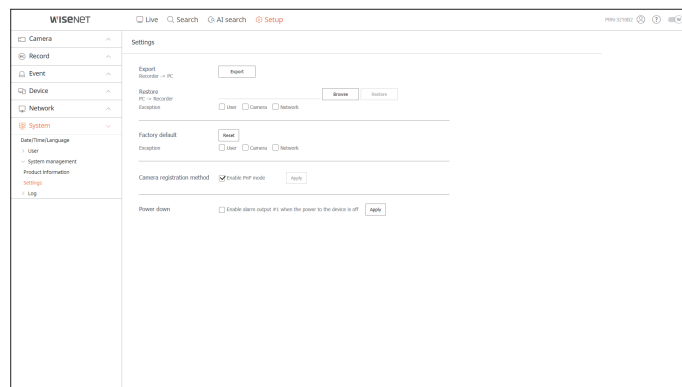 WISENET
Live Search AI search Setup
Camera
Settings
Record
Export
Recorder -> PC
Export
Event
Restore
PC -> Recorder
Browse
Restore
Exception
User Camera Network
Device
Network
System
Factory default
Reset
Date/Time/Language
Exception
User Camera Network
User
System management
Product information
Camera registration method
Enable PnP mode
Apply
Settings
Log
Power down
Enable alarm output #1 when the power to the device is off
Apply